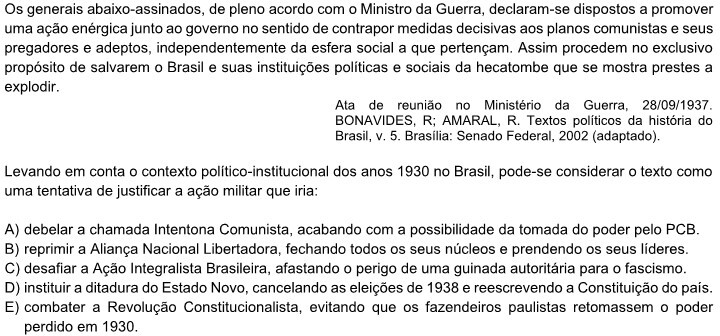 Os generais abaixo-assinados, de pleno acordo com o Ministro da Guerra, declaram-se dispostos a promover
uma ação enérgica junto ao governo no sentido de contrapor medidas decisivas aos planos comunistas e seus
pregadores e adeptos, independentemente da esfera social a que pertençam. Assim procedem no exclusivo
propósito de salvarem o Brasil e suas instituições políticas e sociais da hecatombe que se mostra prestes a
explodir.
Ata de reunião no Ministério da Guerra, 28/09/1937.
BONAVIDES, R; AMARAL, R. Textos políticos da história do
Brasil, v. 5. Brasília: Senado Federal, 2002 (adaptado).
Levando em conta o contexto político-institucional dos anos 1930 no Brasil, pode-se considerar o texto como
uma tentativa de justificar a ação militar que iria:
A) debelar a chamada Intentona Comunista, acabando com a possibilidade da tomada do poder pelo PCB.
B) reprimir a Aliança Nacional Libertadora, fechando todos os seus núcleos e prendendo os seus líderes.
C) desafiar a Ação Integralista Brasileira, afastando o perigo de uma guinada autoritária para o fascismo.
D) instituir a ditadura do Estado Novo, cancelando as eleições de 1938 e reescrevendo a Constituição do país.
E) combater a Revolução Constitucionalista, evitando que os fazendeiros paulistas retomassem o poder
perdido em 1930.